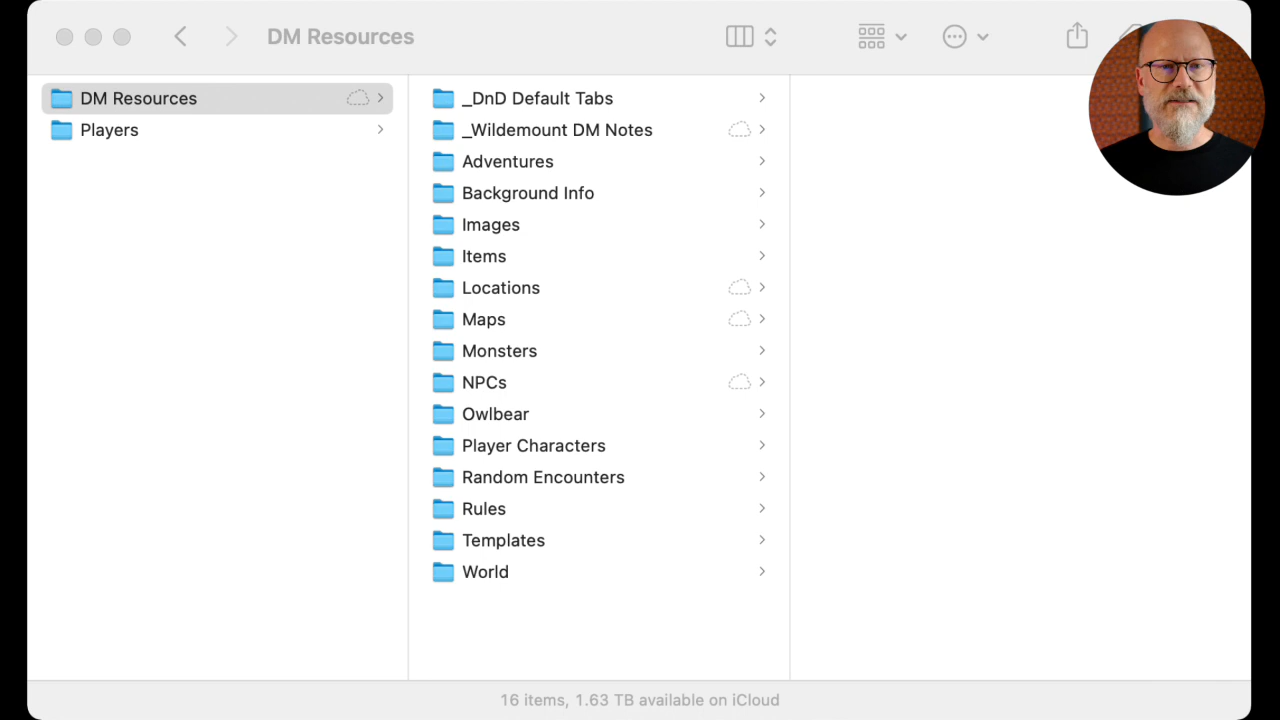 DM Resources
DM Resources
Players
_DnD Default Tabs
_Wildemount DM Notes
Adventures
Background Info
Images
Items
Locations
Maps
Monsters
NPCs
Owlbear
Player Characters
Random Encounters
Rules
Templates
World
16 items, 1.63 TB available on iCloud